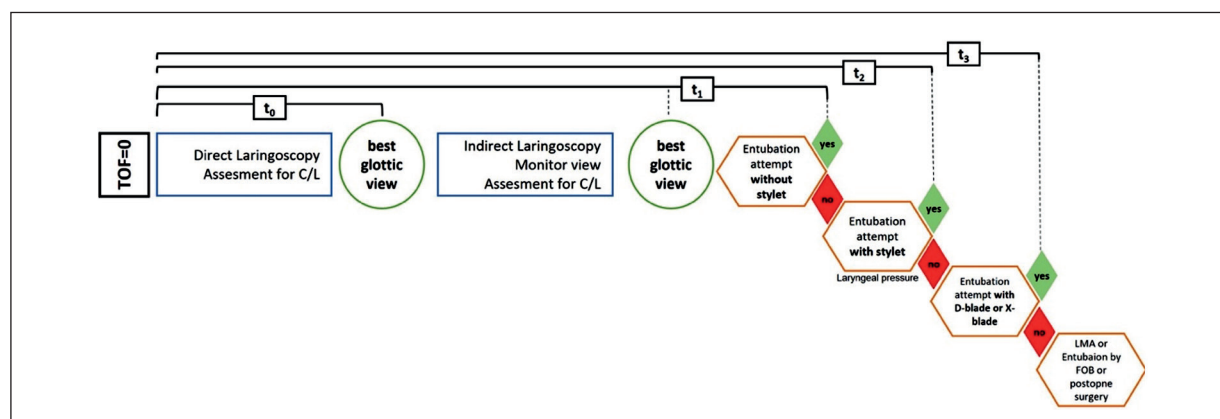 t3
t2
t1
t0
TOF=0
Direct Laringoscopy
Assesment for C/L
best
glottic
view
Indirect Laringoscopy
Monitor view
Assesment for C/L
best
glottic
view
Entubation
attempt
without
stylet
yes
no
Entubation
attempt
with stylet
yes
no
Laryngeal pressure
Entubation
attempt with
D-blade or X-
blade
yes
no
LMA or
Entubaion by
FOB or
postopne
surgery